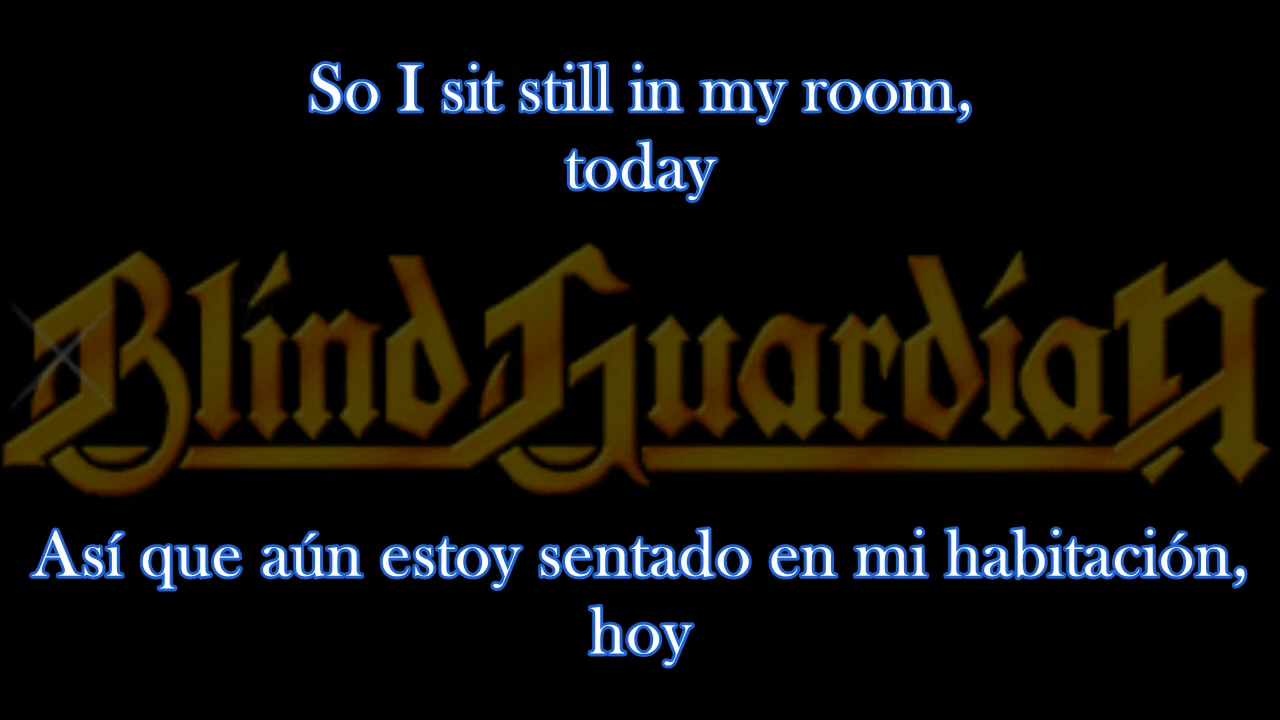 So I sit still in my room,
today
Blind Guardian
Así que aún estoy sentado en mi habitación,
hoy